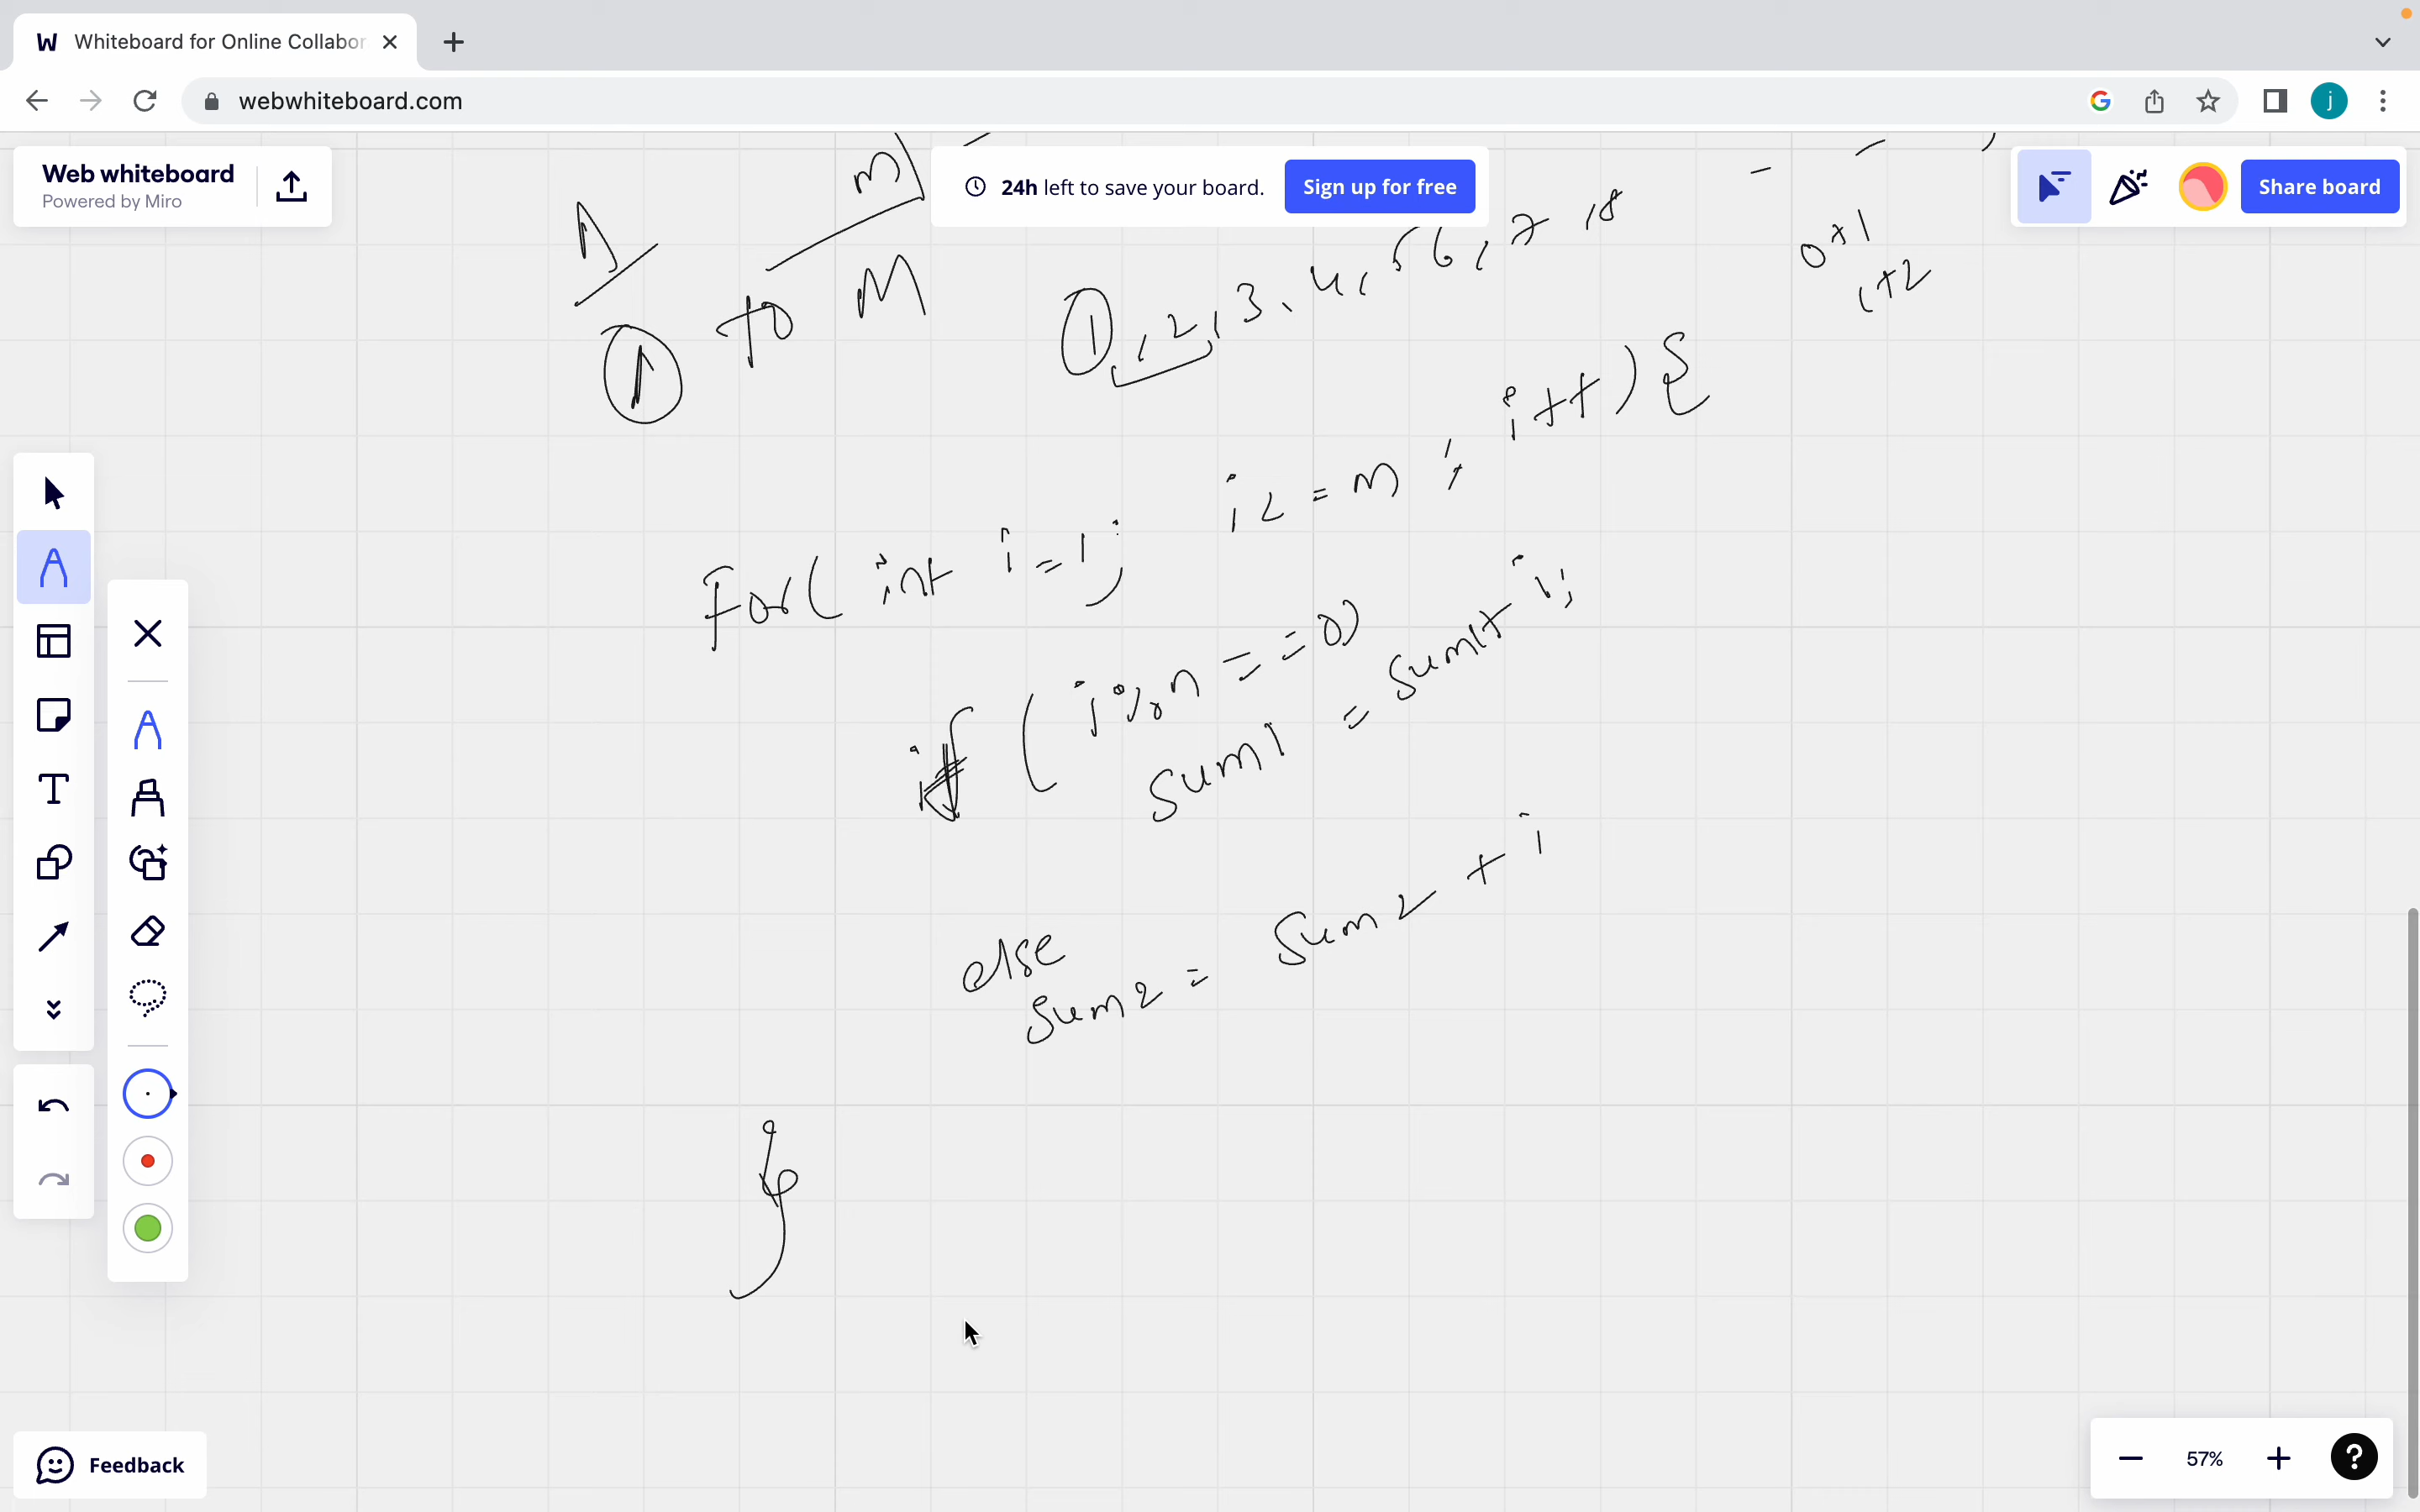 Whiteboard for Online Collabor
webwhiteboard.com
j
Web whiteboard
Powered by Miro
24h left to save your board.
Sign up for free
Share board
m)
1 to M
1, 2, 3, 4, 5 6, 7 18
0+1
1+2
For( int i=1; i<=m ; i++) {
if ( i%n ==0)
sum1 = sum1+ i;
else
sum2 = sum2 + i
}
T
Feedback
57%
?